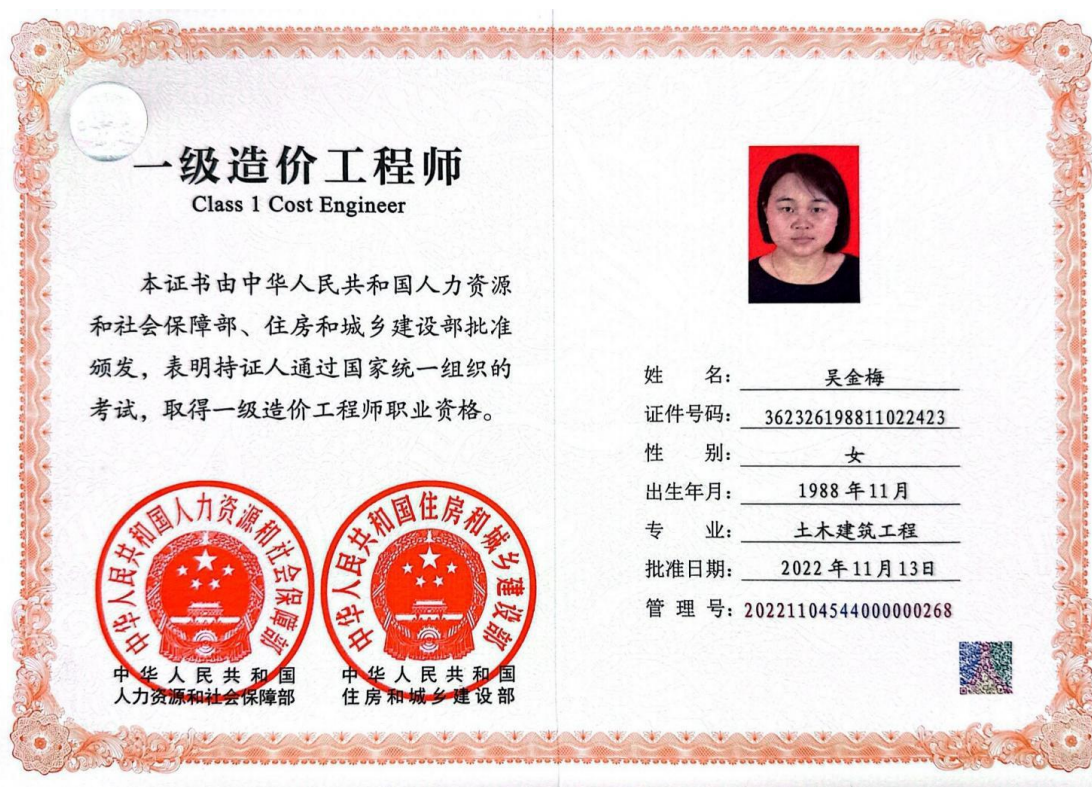 一级造价工程师
Class 1 Cost Engineer
本证书由中华人民共和国人力资源
和社会保障部、住房和城乡建设部批准
颁发，表明持证人通过国家统一组织的
考试，取得一级造价工程师职业资格。
中华人民共和国人力资源和社会保障部
中华人民共和国住房和城乡建设部
中华人民共和国
人力资源和社会保障部
中华人民共和国
住房和城乡建设部
姓名：吴金梅
证件号码：362326198811022423
性别：女
出生年月：1988年11月
专业：土木建筑工程
批准日期：2022年11月13日
管理号：20221104544000000268